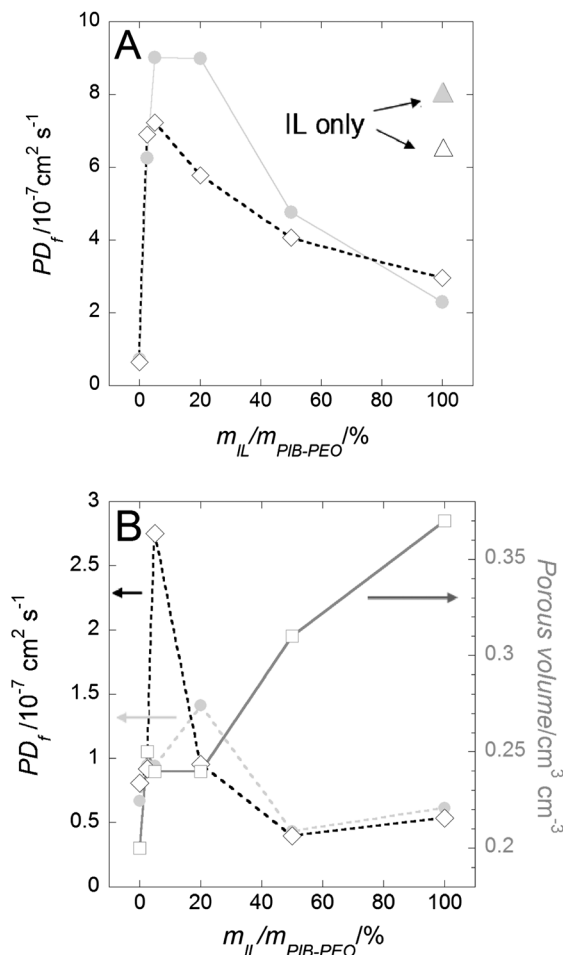 A
10
8
6
4
2
0
PD_f /10^-7 cm^2 s^-1
IL only
0 20 40 60 80 100
m_IL/m_PIB-PEO/%
B
3
2.5
2
1.5
1
0.5
0
PD_f /10^-7 cm^2 s^-1
0.35
0.3
0.25
0.2
Porous volume/cm^3 cm^-3
0 20 40 60 80 100
m_IL/m_PIB-PEO/%